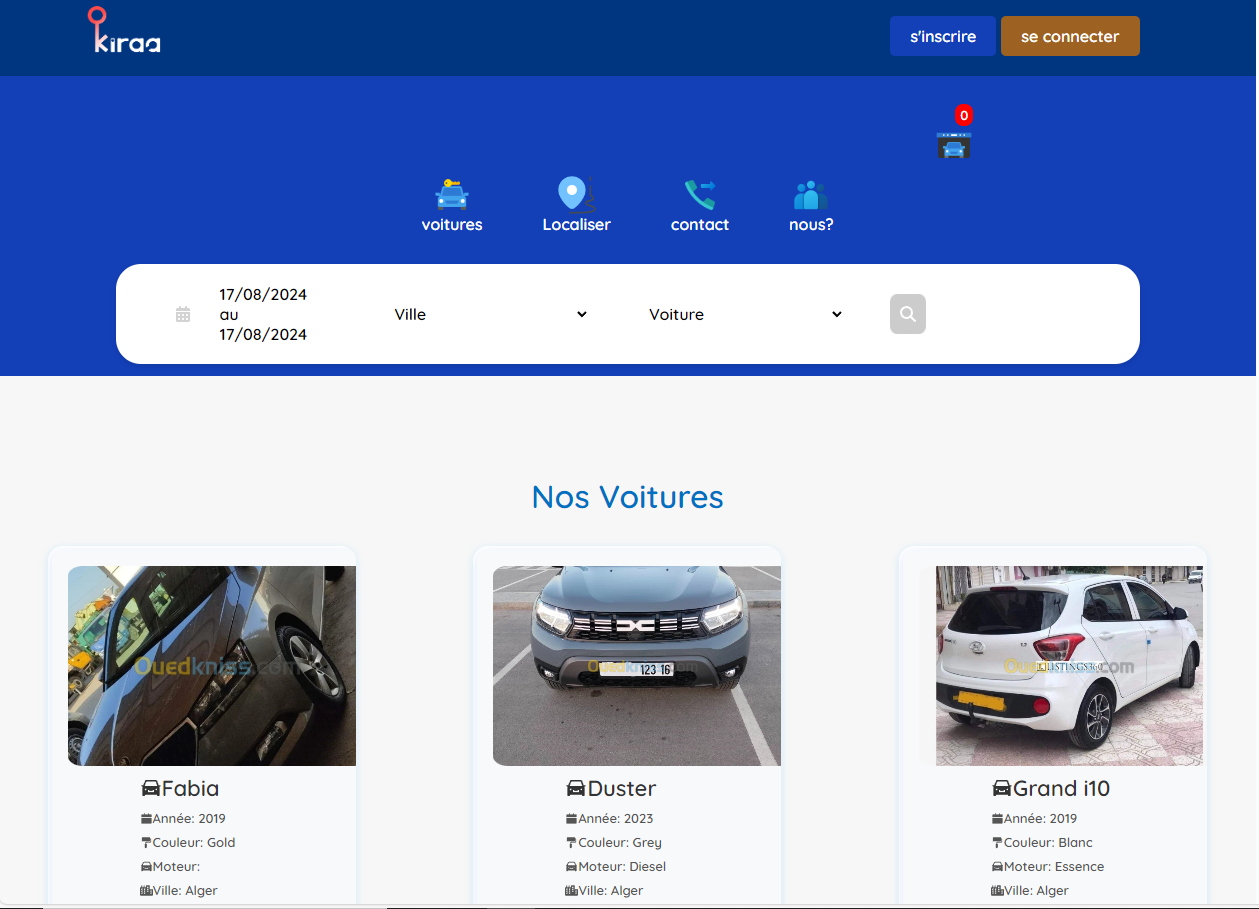 kiraa
s'inscrire
se connecter
0
voitures
Localiser
contact
nous?
17/08/2024
au
17/08/2024
Ville
Voiture
Nos Voitures
Ouedkniss.com
Ouedkniss.com
123 16
Ouedkniss.com
LISTINGS360
Fabia
Année: 2019
Couleur: Gold
Moteur:
Ville: Alger
Duster
Année: 2023
Couleur: Grey
Moteur: Diesel
Ville: Alger
Grand i10
Année: 2019
Couleur: Blanc
Moteur: Essence
Ville: Alger